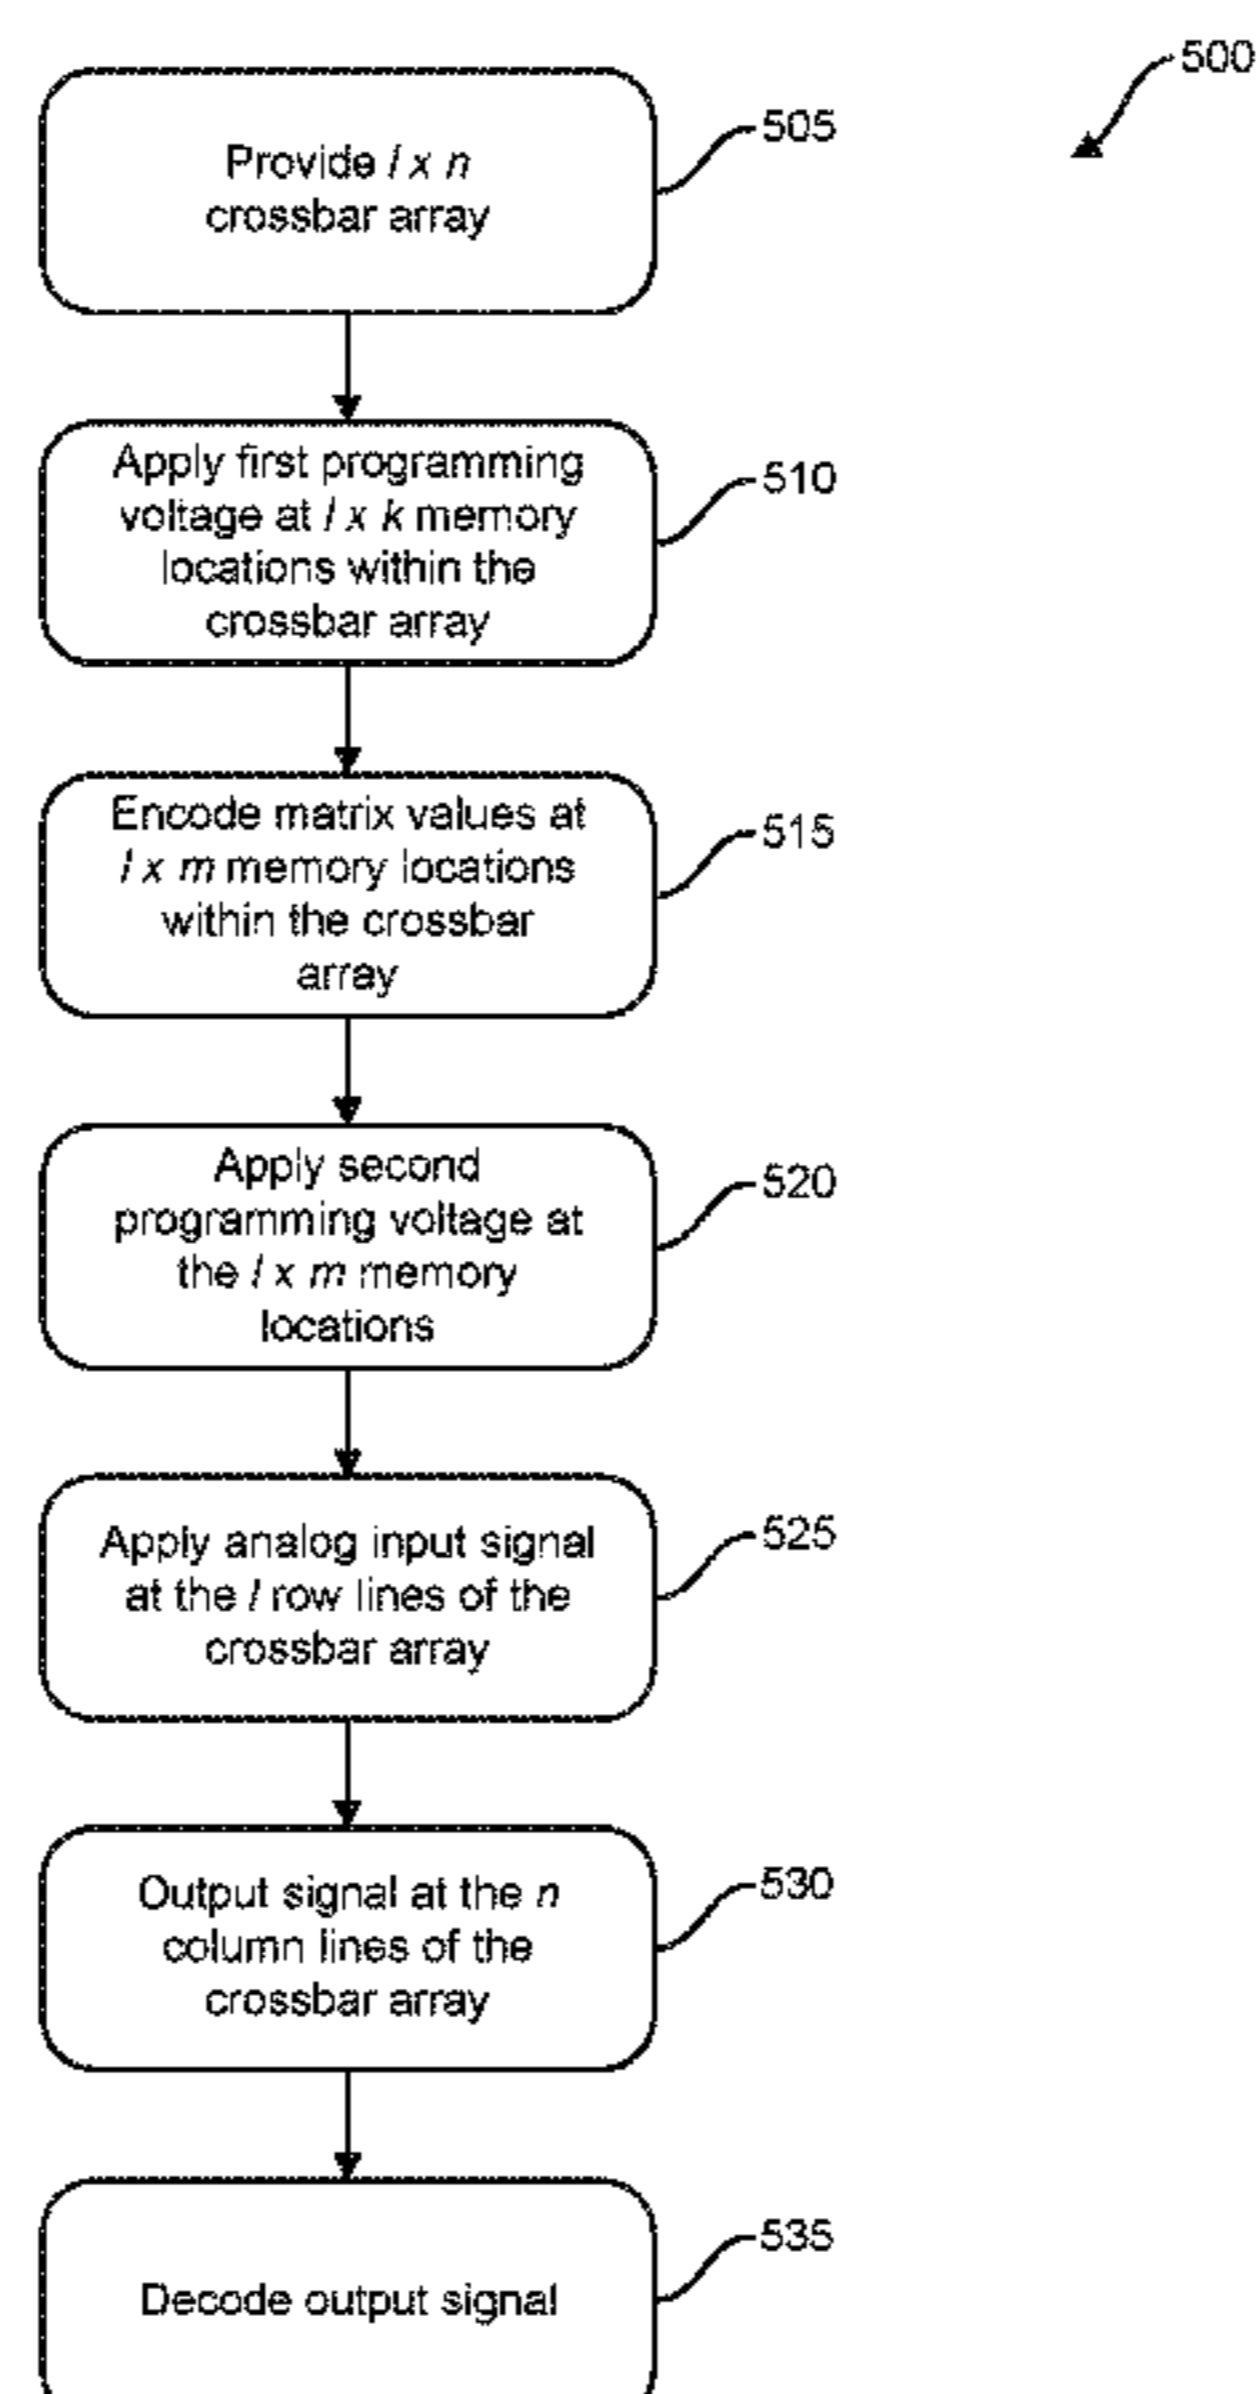 500
Provide l x n
crossbar array
505
Apply first programming
voltage at l x k memory
locations within the
crossbar array
510
Encode matrix values at
l x m memory locations
within the crossbar
array
515
Apply second
programming voltage at
the l x m memory
locations
520
Apply analog input signal
at the l row lines of the
crossbar array
525
Output signal at the n
column lines of the
crossbar array
530
Decode output signal
535